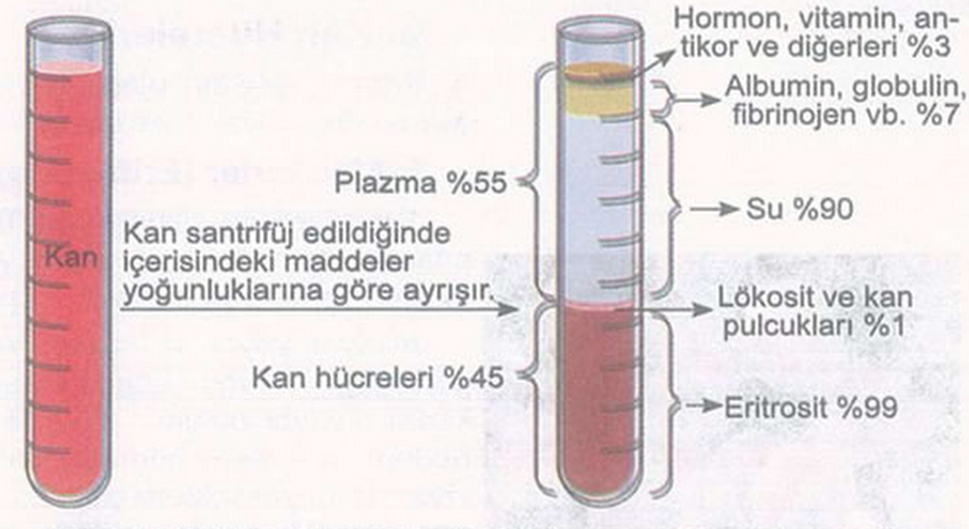 Hormon, vitamin, an-
tikor ve diğerleri %3
Albumin, globulin,
fibrinojen vb. %7
Plazma %55
Su %90
Kan
Kan santrifüj edildiğinde
içerisindeki maddeler
yoğunluklarına göre ayrışır.
Lökosit ve kan
pulcukları %1
Kan hücreleri %45
Eritrosit %99